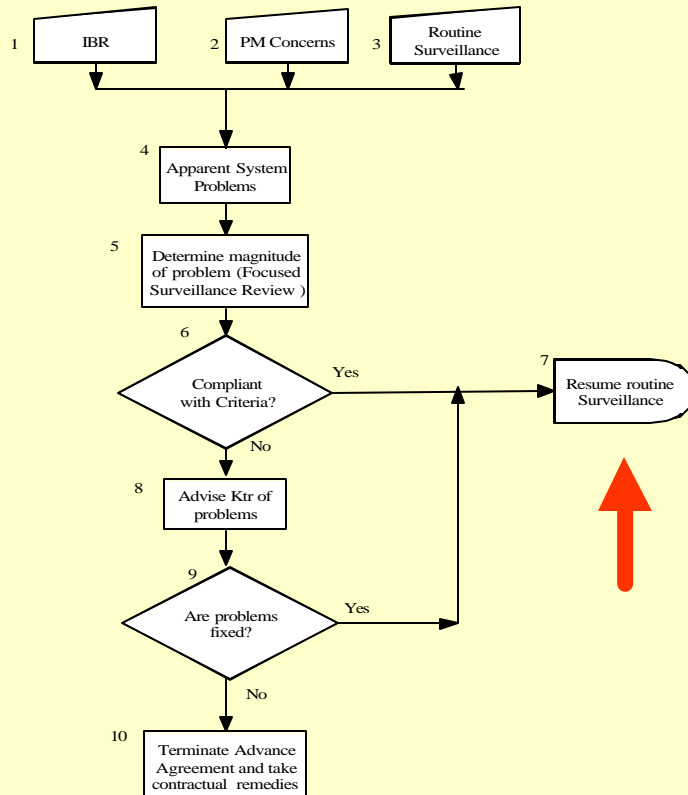 1
IBR
2
PM Concerns
3
Routine
Surveillance
4
Apparent System
Problems
5
Determine magnitude
of problem (Focused
Surveillance Review )
6
Compliant
with Criteria?
Yes
No
7
Resume routine
Surveillance
8
Advise Ktr of
problems
9
Are problems
fixed?
Yes
No
10
Terminate Advance
Agreement and take
contractual remedies